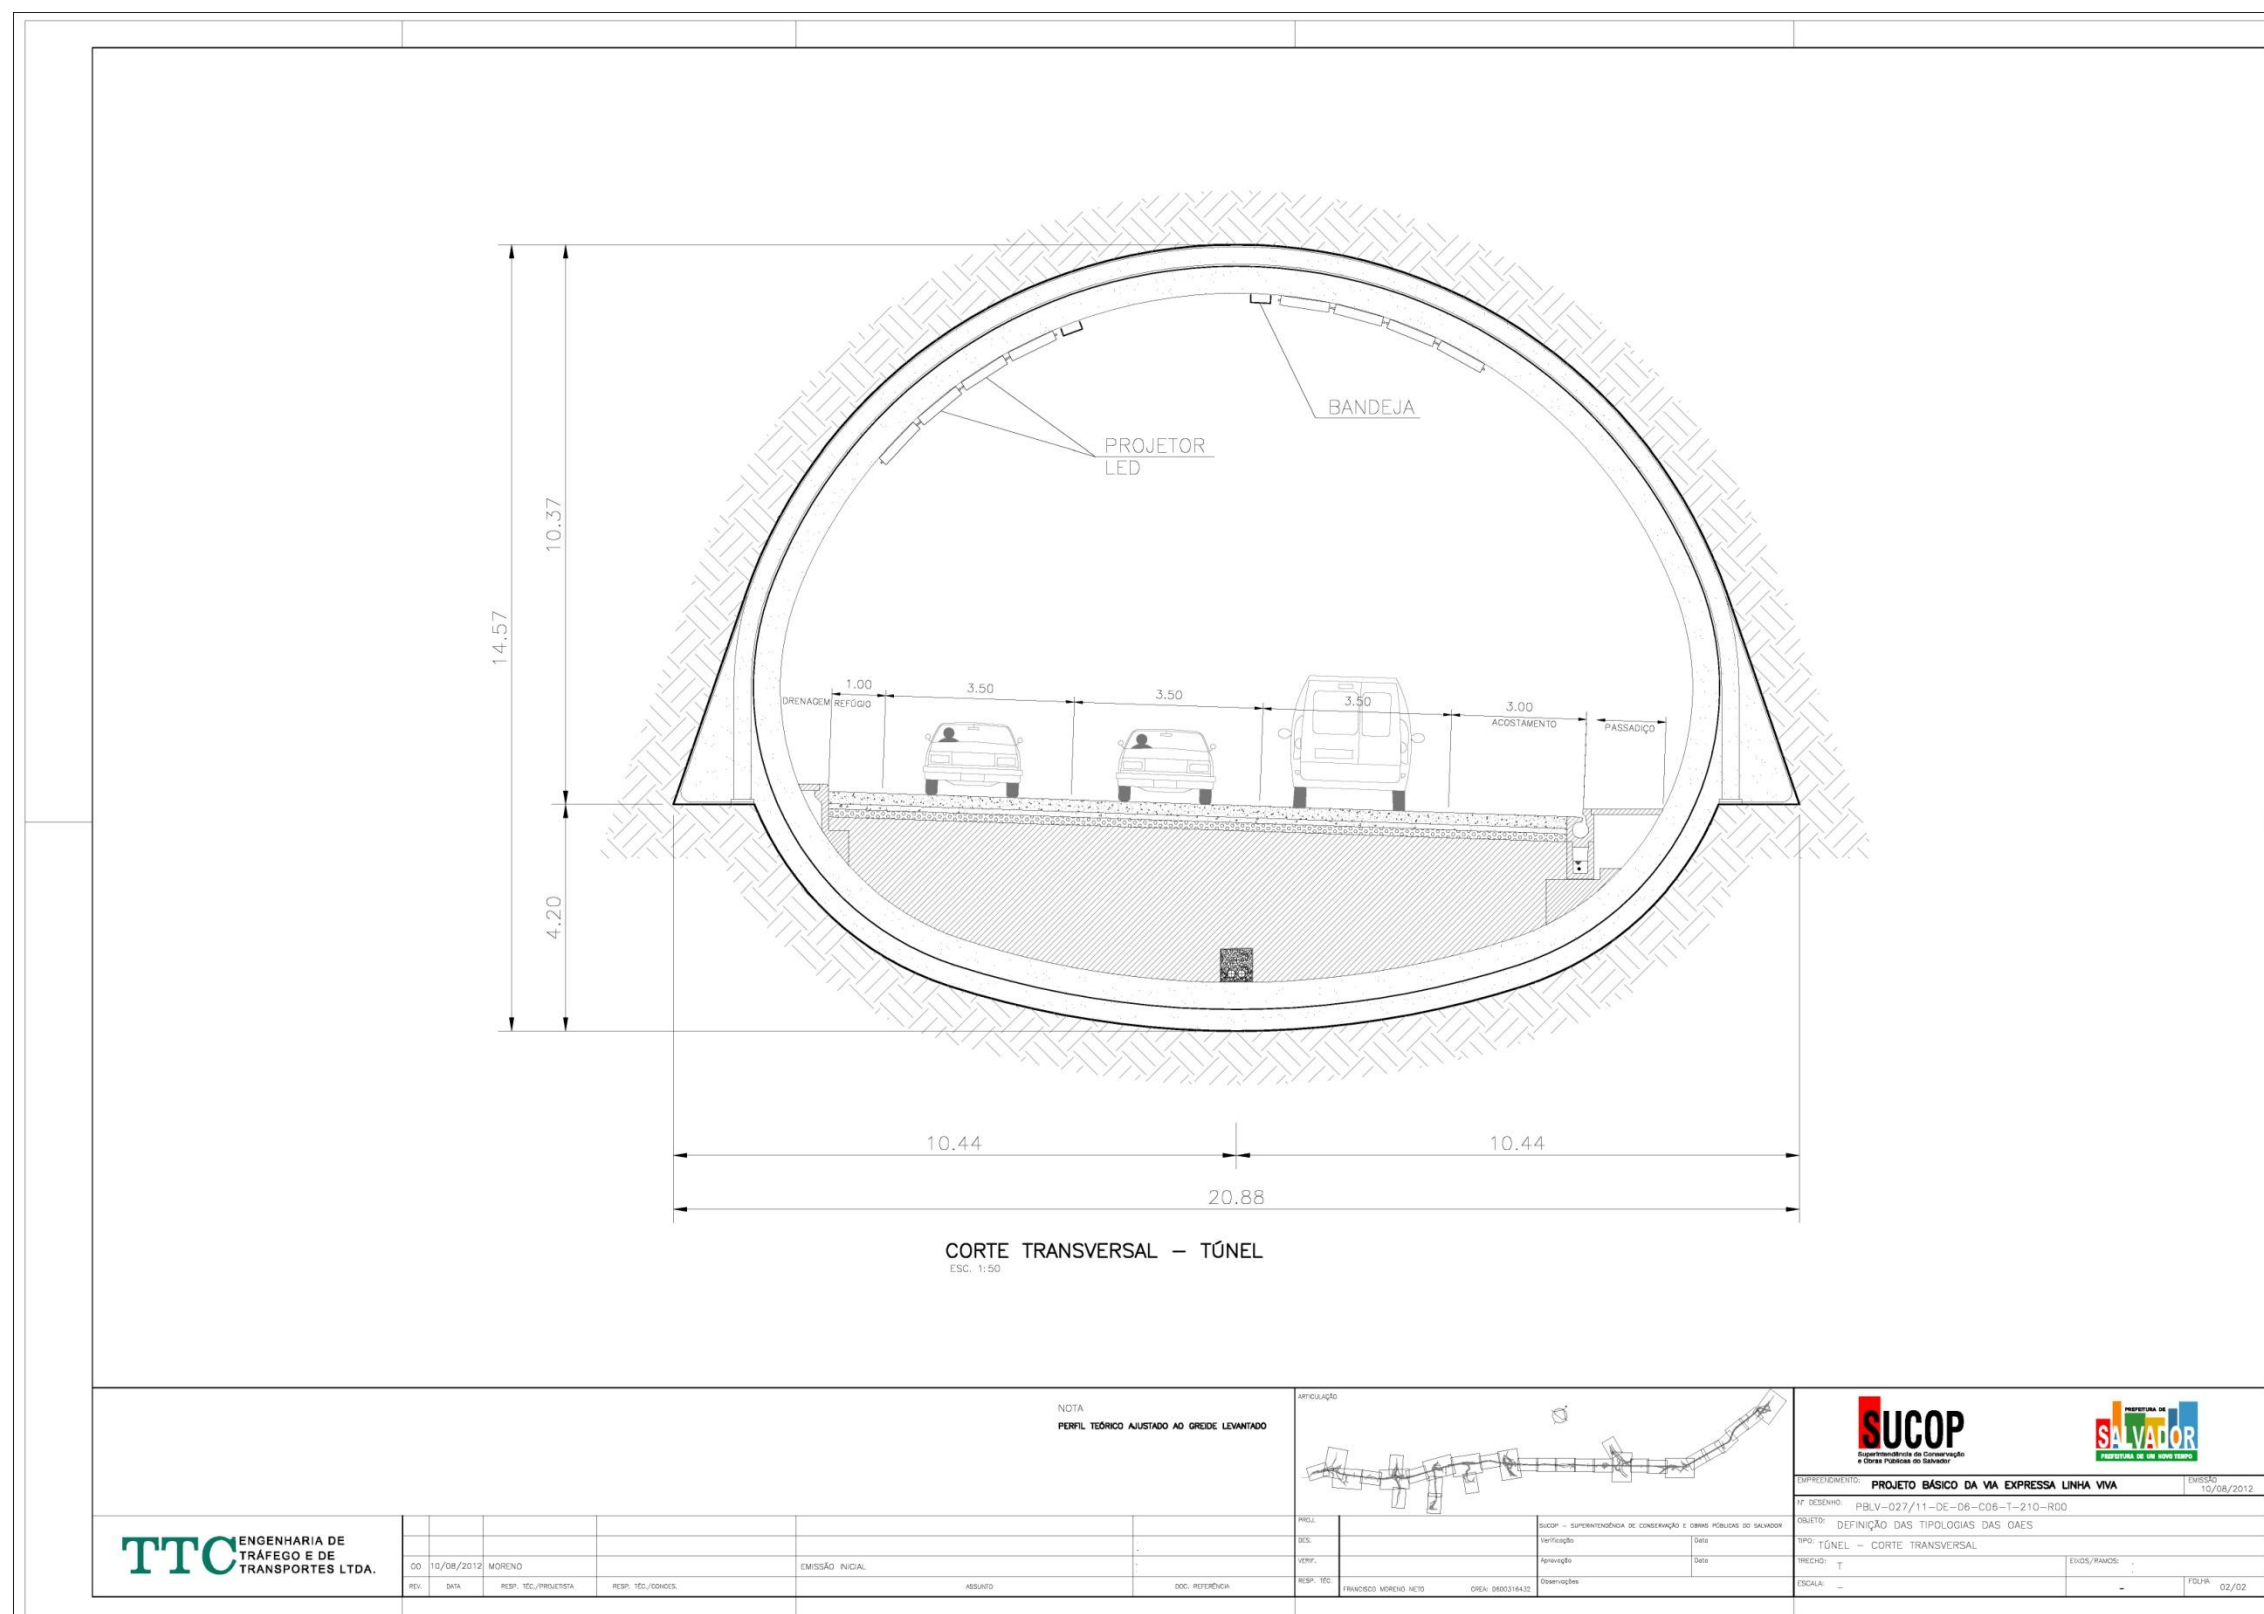 BANDEJA
PROJETOR
LED
10.37
14.57
4.20
1.00
3.50
3.50
3.50
3.00
DRENAGEM
REFÚGIO
ACOSTAMENTO
PASSADIÇO
10.44
10.44
20.88
CORTE TRANSVERSAL – TÚNEL
ESC. 1:50
NOTA
PERFIL TEÓRICO AJUSTADO AO GREIDE LEVANTADO
ARTICULAÇÃO
SUCOP
Superintendência de Conservação
e Obras Públicas do Salvador
PREFEITURA DE
SALVADOR
PREFEITURA DE UM NOVO TEMPO
EMPREENDIMENTO: PROJETO BÁSICO DA VIA EXPRESSA LINHA VIVA
EMISSÃO
10/08/2012
Nº DESENHO: PBLV-027/11-DE-06-C06-T-210-R00
OBJETO: DEFINIÇÃO DAS TIPOLOGIAS DAS OAES
TIPO: TÚNEL – CORTE TRANSVERSAL
TRECHO: T
EIXOS/RAMOS:
ESCALA: –
–
FOLHA 02/02
TTC ENGENHARIA DE
TRÁFEGO E DE
TRANSPORTES LTDA.
00 10/08/2012 MORENO EMISSÃO INICIAL
REV. DATA RESP. TÉC./PROJETISTA RESP. TÉC./CONCES. ASSUNTO DOC. REFERÊNCIA
PROJ.
DES.
VERIF.
RESP. TÉC. FRANCISCO MORENO NETO CREA: 0600316432
SUCOP – SUPERINTENDÊNCIA DE CONSERVAÇÃO E OBRAS PÚBLICAS DO SALVADOR
Verificação Data
Aprovação Data
Observações